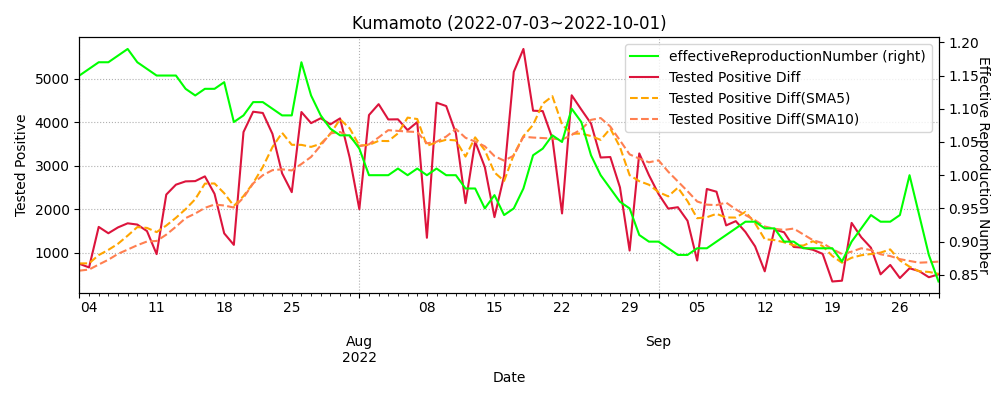 Kumamoto (2022-07-03~2022-10-01)
effectiveReproductionNumber (right)
Tested Positive Diff
Tested Positive Diff(SMA5)
Tested Positive Diff(SMA10)
Tested Positive
5000
4000
3000
2000
1000
1.20
1.15
1.10
1.05
1.00
0.95
0.90
0.85
Effective Reproduction Number
04 11 18 25 08 15 22 29 05 12 19 26
Aug Sep
2022
Date